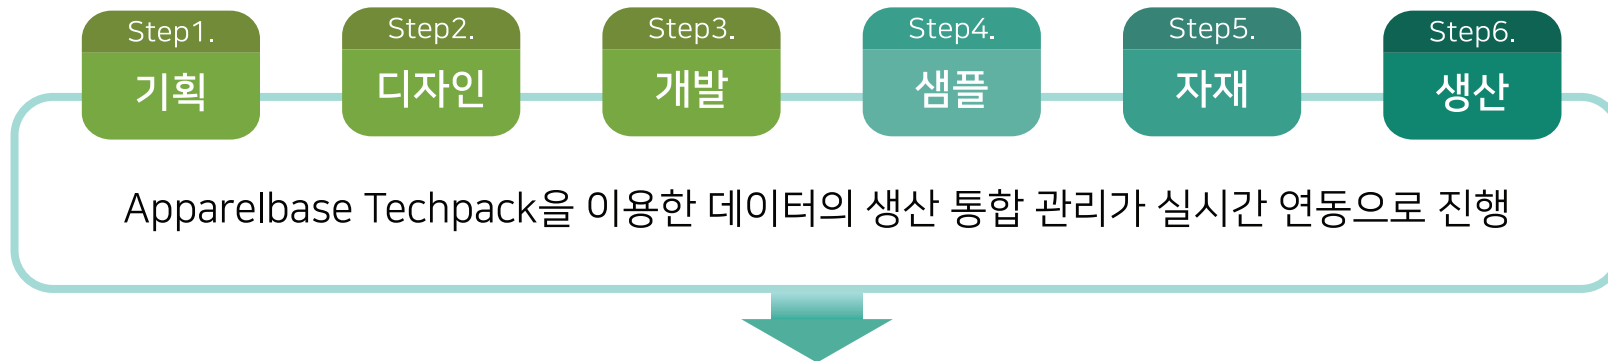 Step1.
기획
Step2.
디자인
Step3.
개발
Step4.
샘플
Step5.
자재
Step6.
생산
Apparelbase Techpack을 이용한 데이터의 생산 통합 관리가 실시간 연동으로 진행